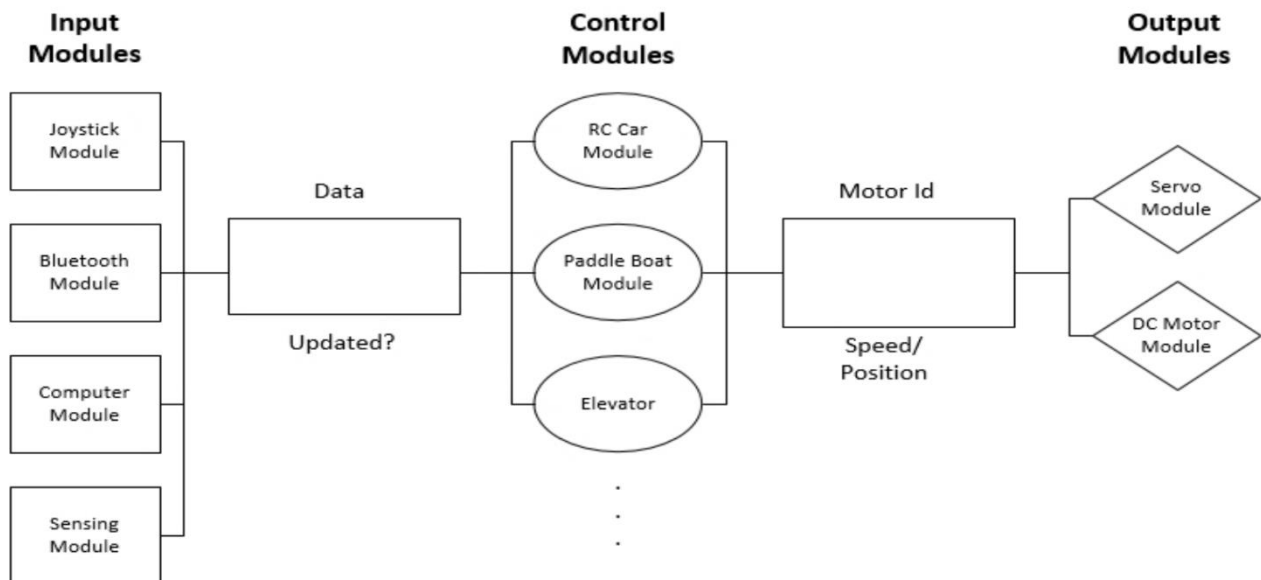 Input
Modules
Control
Modules
Output
Modules
Joystick
Module
Bluetooth
Module
Computer
Module
Sensing
Module
Data
Updated?
RC Car
Module
Paddle Boat
Module
Elevator
.
.
.
Motor Id
Speed/
Position
Servo
Module
DC Motor
Module